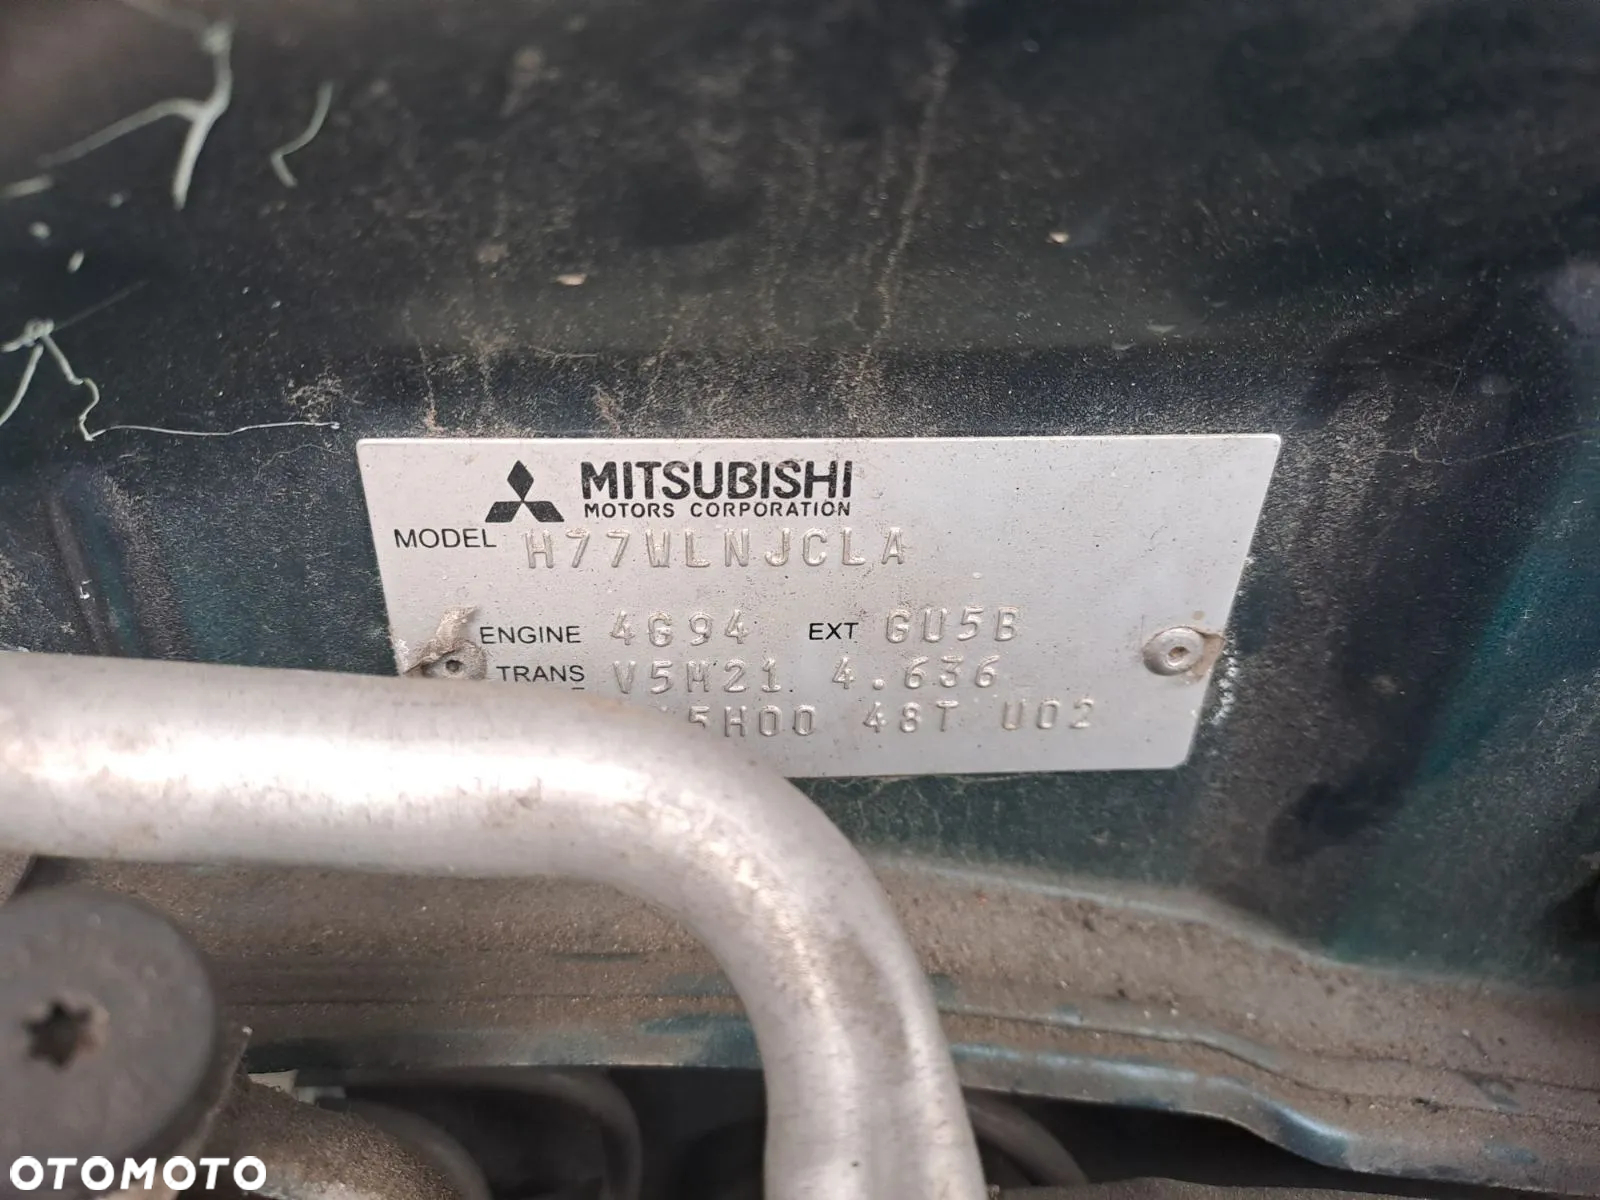 MITSUBISHI
MOTORS CORPORATION
MODEL H77WLNJCLA
ENGINE 4G94 EXT GU5B
TRANS V5M21 4.636
5H00 48T U02
OTOMOTO